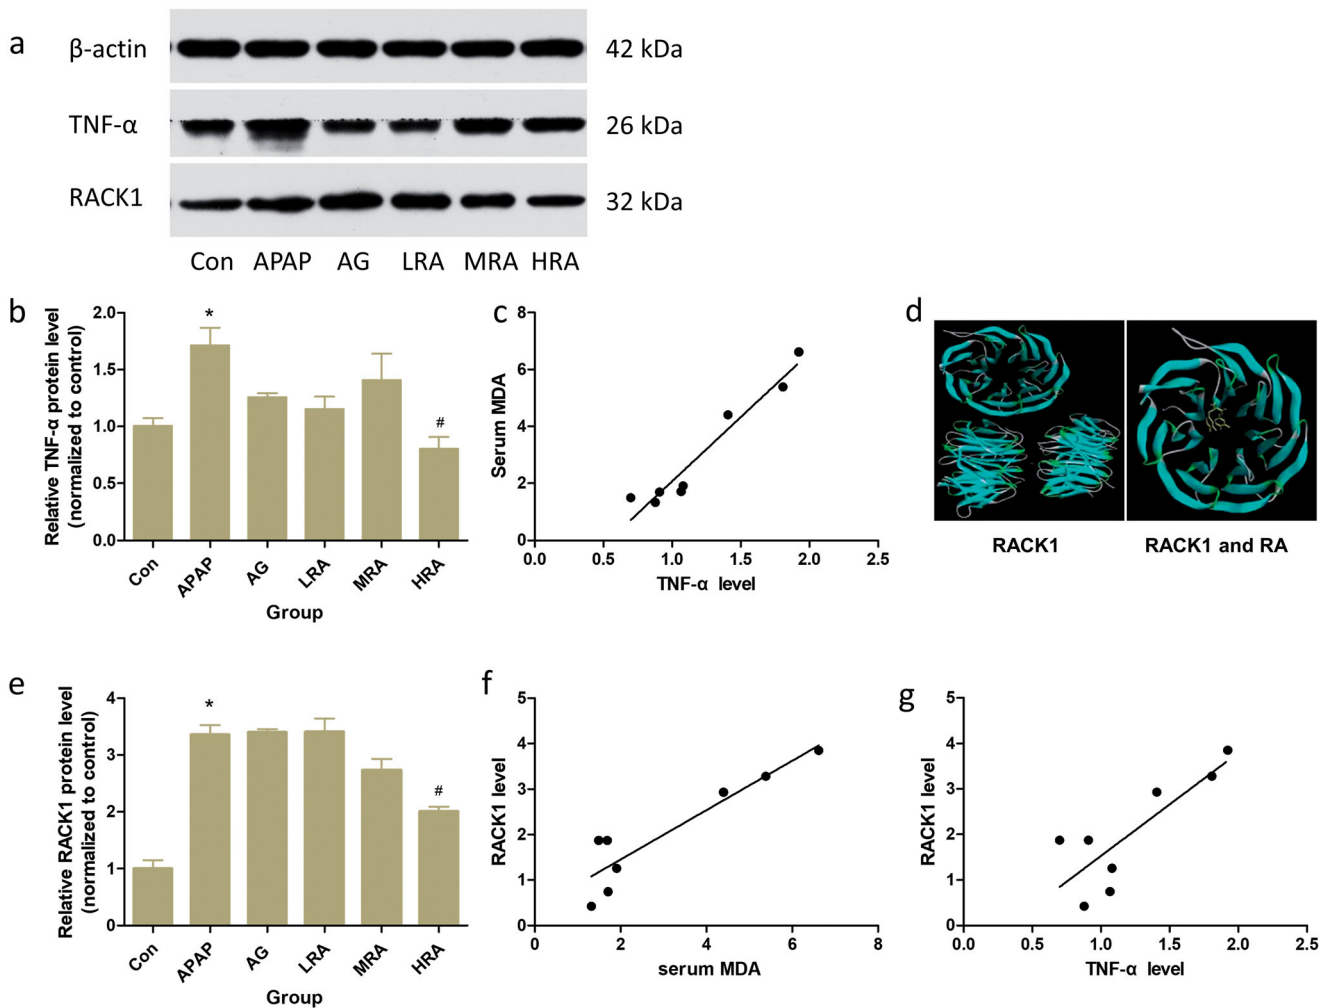 a
β-actin
42 kDa
TNF-α
26 kDa
RACK1
32 kDa
Con APAP AG LRA MRA HRA
b
Relative TNF-α protein level
(normalized to control)
2.0
1.5
1.0
0.5
0.0
*
#
Con APAP AG LRA MRA HRA
Group
c
Serum MDA
8
6
4
2
0
0.0 0.5 1.0 1.5 2.0 2.5
TNF-α level
d
RACK1
RACK1 and RA
e
Relative RACK1 protein level
(normalized to control)
4
3
2
1
0
*
#
Con APAP AG LRA MRA HRA
Group
f
RACK1 level
5
4
3
2
1
0
0 2 4 6 8
serum MDA
g
RACK1 level
5
4
3
2
1
0
0.0 0.5 1.0 1.5 2.0 2.5
TNF-α level